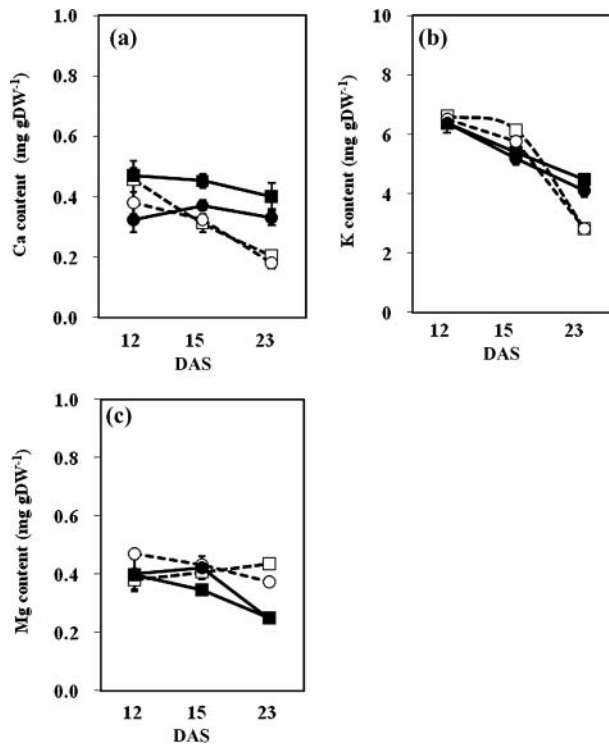 (a)
Ca content (mg gDW⁻¹)
1.0
0.8
0.6
0.4
0.2
0.0
12 15 23
DAS
(b)
K content (mg gDW⁻¹)
10
8
6
4
2
0
12 15 23
DAS
(c)
Mg content (mg gDW⁻¹)
1.0
0.8
0.6
0.4
0.2
0.0
12 15 23
DAS